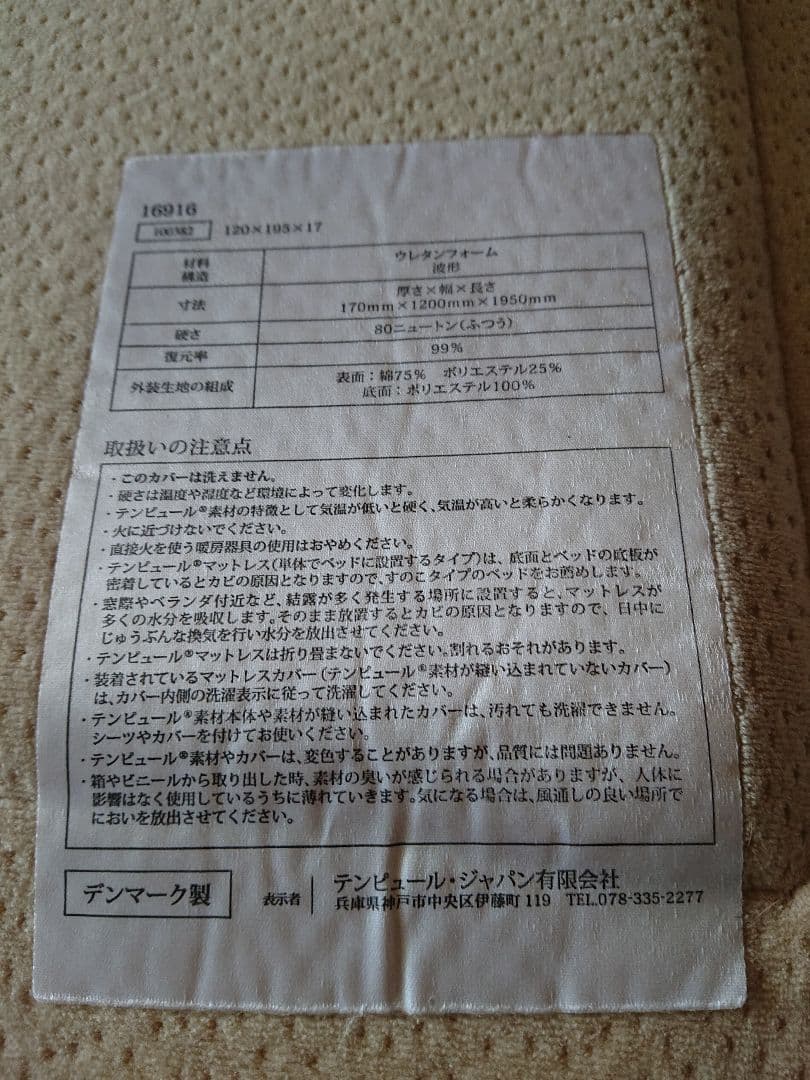 16916
100382 120×195×17
材料 構造 ウレタンフォーム 波形
寸法 厚さ×幅×長さ 170mm×1200mm×1950mm
硬さ 80ニュートン(ふつう)
復元率 99%
外装生地の組成 表面:綿75% ポリエステル25% 底面:ポリエステル100%
取扱いの注意点
・このカバーは洗えません。
・硬さは温度や湿度など環境によって変化します。
・テンピュール®素材の特徴として気温が低いと硬く、気温が高いと柔らかくなります。
・火に近づけないでください。
・直接火を使う暖房器具の使用はおやめください。
・テンピュール®マットレス(単体でベッドに設置するタイプ)は、底面とベッドの底板が
密着しているとカビの原因となりますので、すのこタイプのベッドをお薦めします。
・窓際やベランダ付近など、結露が多く発生する場所に設置すると、マットレスが
多くの水分を吸収します。そのまま放置するとカビの原因となりますので、日中に
じゅうぶんな換気を行い水分を放出させてください。
・テンピュール®マットレスは折り畳まないでください。割れるおそれがあります。
・装着されているマットレスカバー(テンピュール®素材が縫い込まれていないカバー)
は、カバー内側の洗濯表示に従って洗濯してください。
・テンピュール®素材本体や素材が縫い込まれたカバーは、汚れても洗濯できません。
シーツやカバーを付けてお使いください。
・テンピュール®素材やカバーは、変色することがありますが、品質には問題ありません。
・箱やビニールから取り出した時、素材の臭いが感じられる場合がありますが、人体に
影響はなく使用しているうちに薄れていきます。気になる場合は、風通しの良い場所で
においを放出させてください。
デンマーク製
表示者 テンピュール・ジャパン有限会社
兵庫県神戸市中央区伊藤町119 TEL.078-335-2277